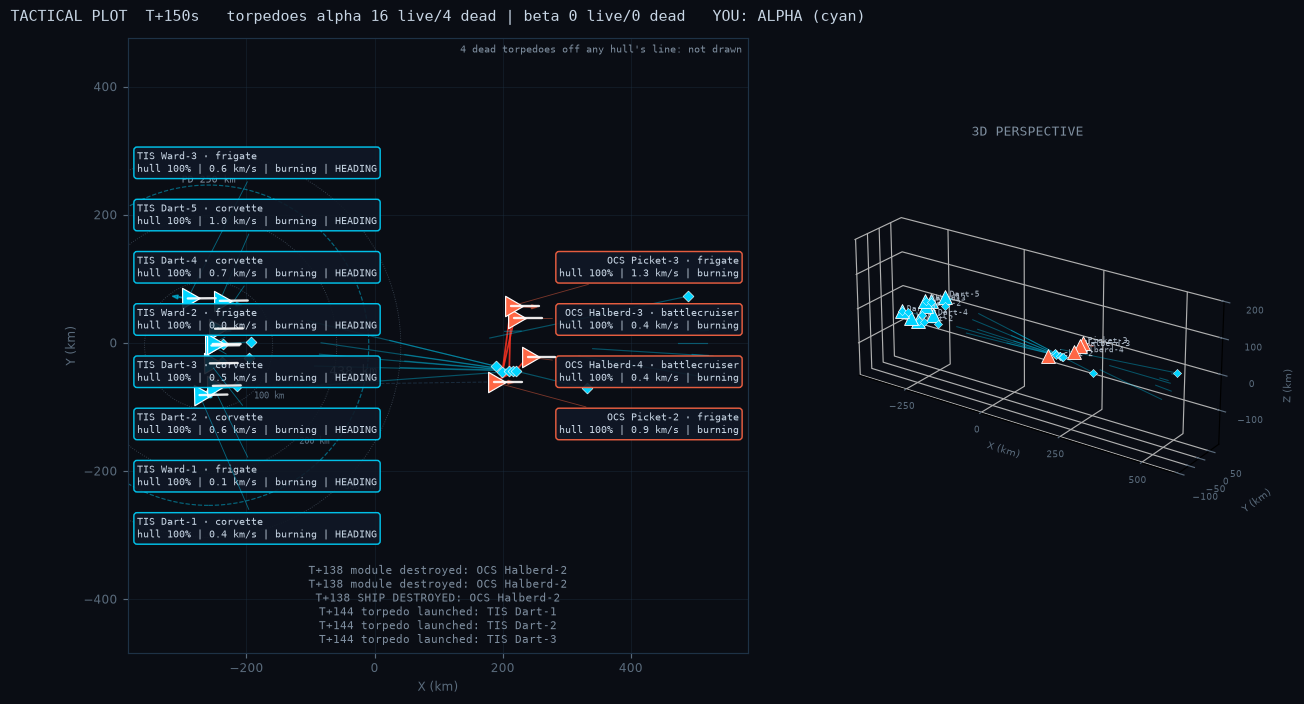 TACTICAL PLOT  T+150s   torpedoes alpha 16 live/4 dead | beta 0 live/0 dead   YOU: ALPHA (cyan)
4 dead torpedoes off any hull's line: not drawn
3D PERSPECTIVE
TIS Ward-3 · frigate
hull 100% | 0.6 km/s | burning | HEADING
TIS Dart-5 · corvette
hull 100% | 1.0 km/s | burning | HEADING
TIS Dart-4 · corvette
hull 100% | 0.7 km/s | burning | HEADING
TIS Ward-2 · frigate
hull 100% | 0.0 km/s | burning | HEADING
TIS Dart-3 · corvette
hull 100% | 0.5 km/s | burning | HEADING
100 km
TIS Dart-2 · corvette
hull 100% | 0.6 km/s | burning | HEADING
200 km
TIS Ward-1 · frigate
hull 100% | 0.1 km/s | burning | HEADING
TIS Dart-1 · corvette
hull 100% | 0.4 km/s | burning | HEADING
OCS Picket-3 · frigate
hull 100% | 1.3 km/s | burning
OCS Halberd-3 · battlecruiser
hull 100% | 0.4 km/s | burning
OCS Halberd-4 · battlecruiser
hull 100% | 0.4 km/s | burning
OCS Picket-2 · frigate
hull 100% | 0.9 km/s | burning
T+138 module destroyed: OCS Halberd-2
T+138 module destroyed: OCS Halberd-2
T+138 SHIP DESTROYED: OCS Halberd-2
T+144 torpedo launched: TIS Dart-1
T+144 torpedo launched: TIS Dart-2
T+144 torpedo launched: TIS Dart-3
400
200
0
−200
−400
Y (km)
−200
0
200
400
X (km)
−250
0
250
500
X (km)
−100
−50
0
50
Y (km)
200
100
0
−100
Z (km)